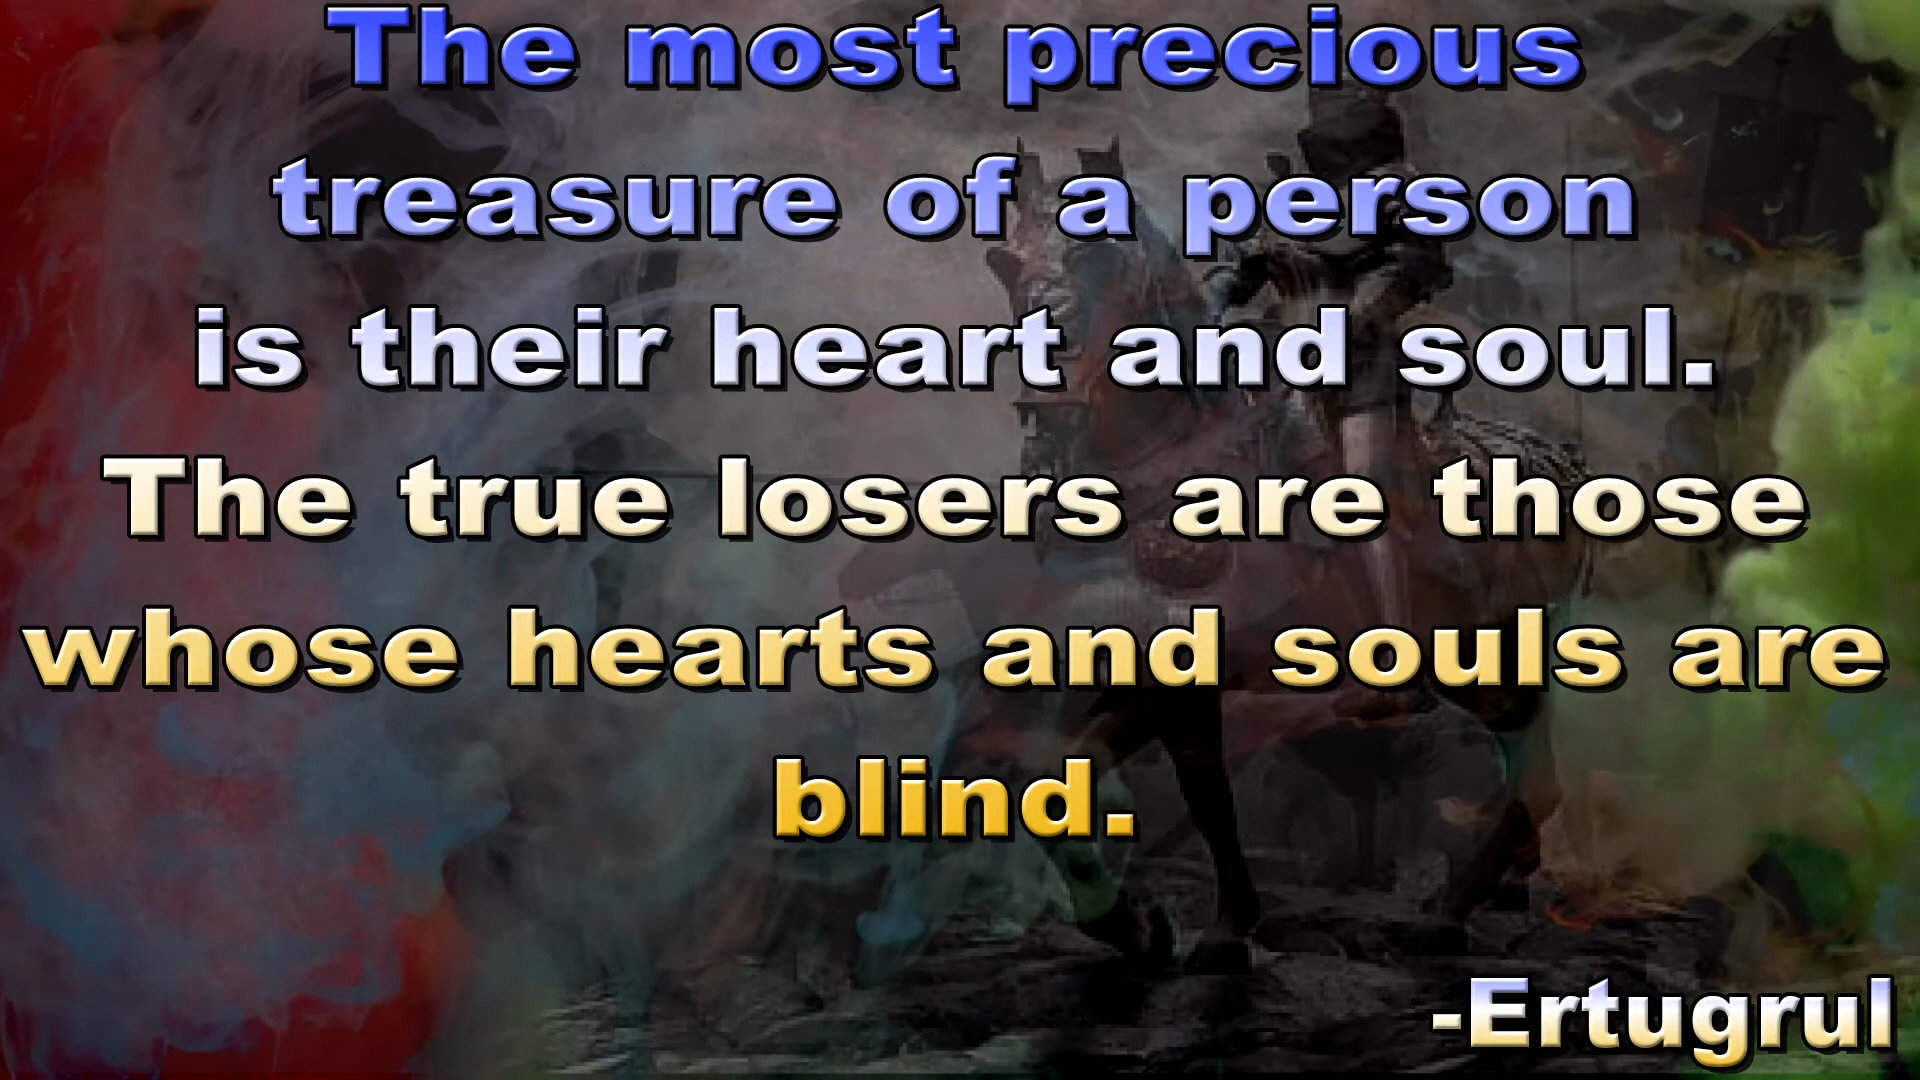 The most precious
treasure of a person
is their heart and soul.
The true losers are those
whose hearts and souls are
blind.
-Ertugrul